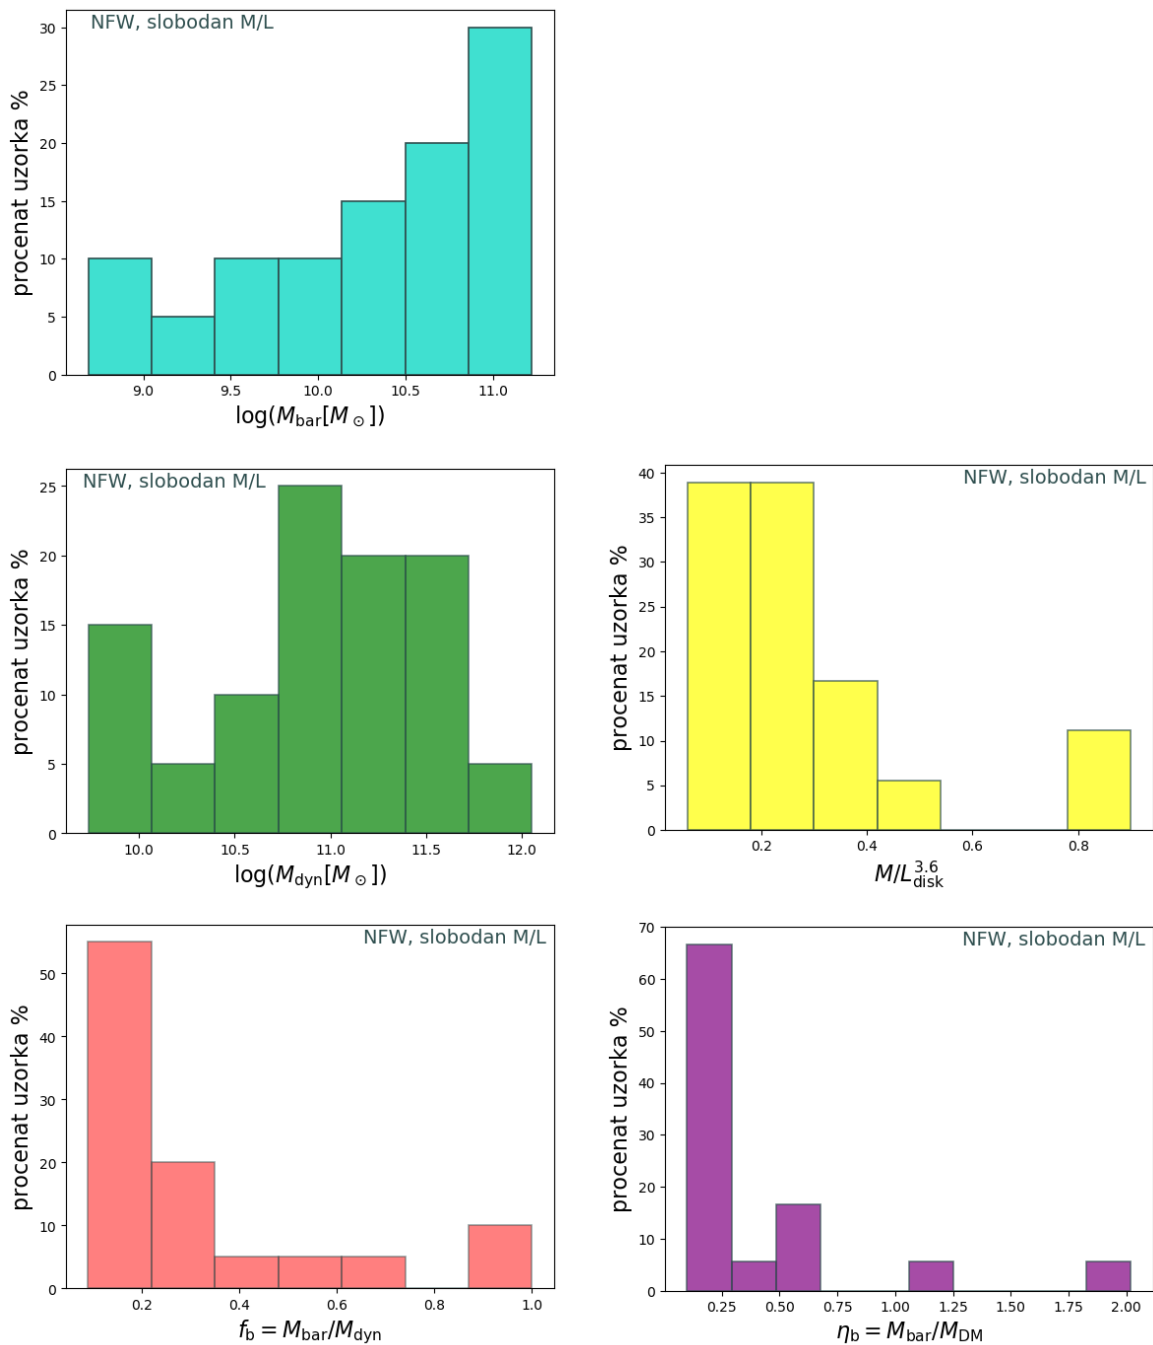 NFW, slobodan M/L
procenat uzorka %
30
25
20
15
10
5
0
9.0 9.5 10.0 10.5 11.0
log(M_bar[M_⊙])
NFW, slobodan M/L
procenat uzorka %
25
20
15
10
5
0
10.0 10.5 11.0 11.5 12.0
log(M_dyn[M_⊙])
NFW, slobodan M/L
procenat uzorka %
40
35
30
25
20
15
10
5
0
0.2 0.4 0.6 0.8
M/L^3.6_disk
NFW, slobodan M/L
procenat uzorka %
50
40
30
20
10
0
0.2 0.4 0.6 0.8 1.0
f_b = M_bar/M_dyn
NFW, slobodan M/L
procenat uzorka %
70
60
50
40
30
20
10
0
0.25 0.50 0.75 1.00 1.25 1.50 1.75 2.00
η_b = M_bar/M_DM